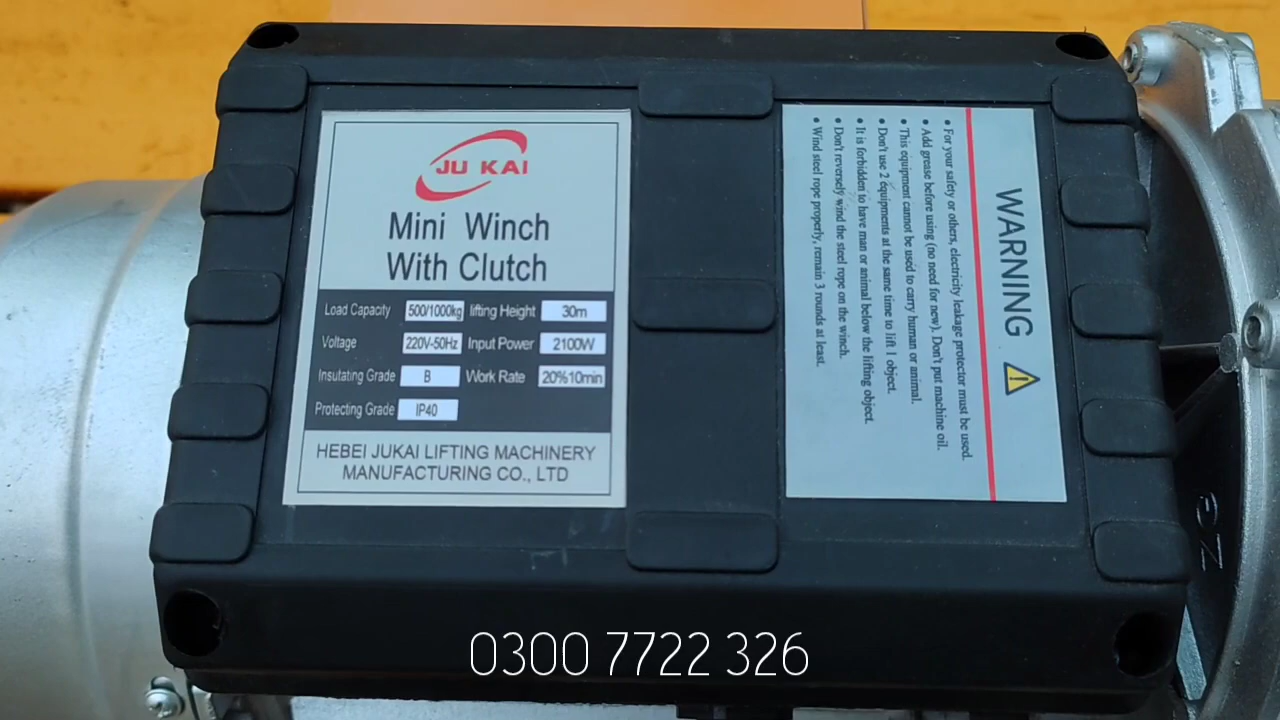 JU KAI
Mini Winch
With Clutch
Load Capacity 500/1000kg lifting Height 30m
Voltage 220V-50Hz Input Power 2100W
Insutating Grade B Work Rate 20%10min
Protecting Grade IP40
HEBEI JUKAI LIFTING MACHINERY
MANUFACTURING CO., LTD
WARNING
• For your safety or others, electricity leakage protector must be used.
• Add grease before using (no need for new). Don't put machine oil.
• This equipment cannot be used to carry human or animal.
• Don't use 2 equipments at the same time to lift 1 object.
• It is forbidden to have man or animal below the lifting object.
• Don't reversely wind the steel rope on the winch.
• Wind steel rope properly, remain 3 rounds at least.
0300 7722 326